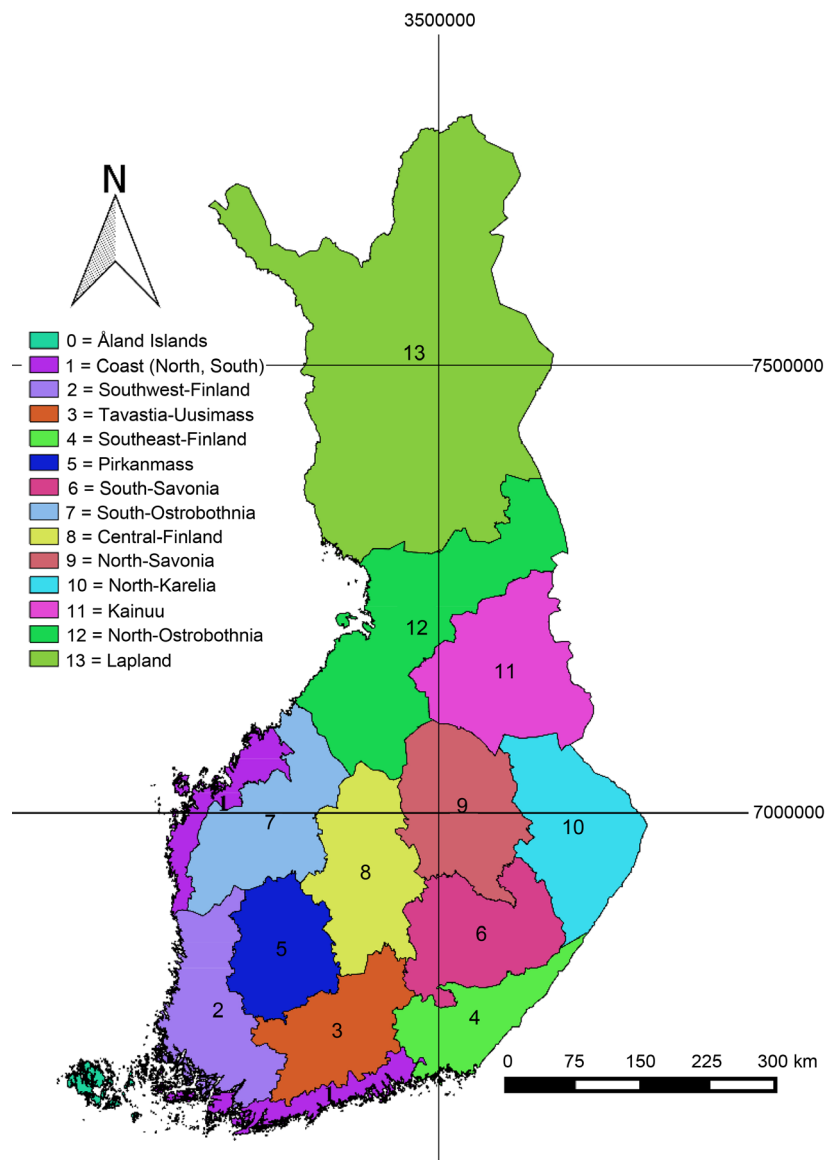 3500000
N
0 = Åland Islands
1 = Coast (North, South)
2 = Southwest-Finland
3 = Tavastia-Uusimass
4 = Southeast-Finland
5 = Pirkanmass
6 = South-Savonia
7 = South-Ostrobothnia
8 = Central-Finland
9 = North-Savonia
10 = North-Karelia
11 = Kainuu
12 = North-Ostrobothnia
13 = Lapland
13
7500000
12
11
1
7
9
7000000
10
8
6
5
2
3
4
1
0 75 150 225 300 km